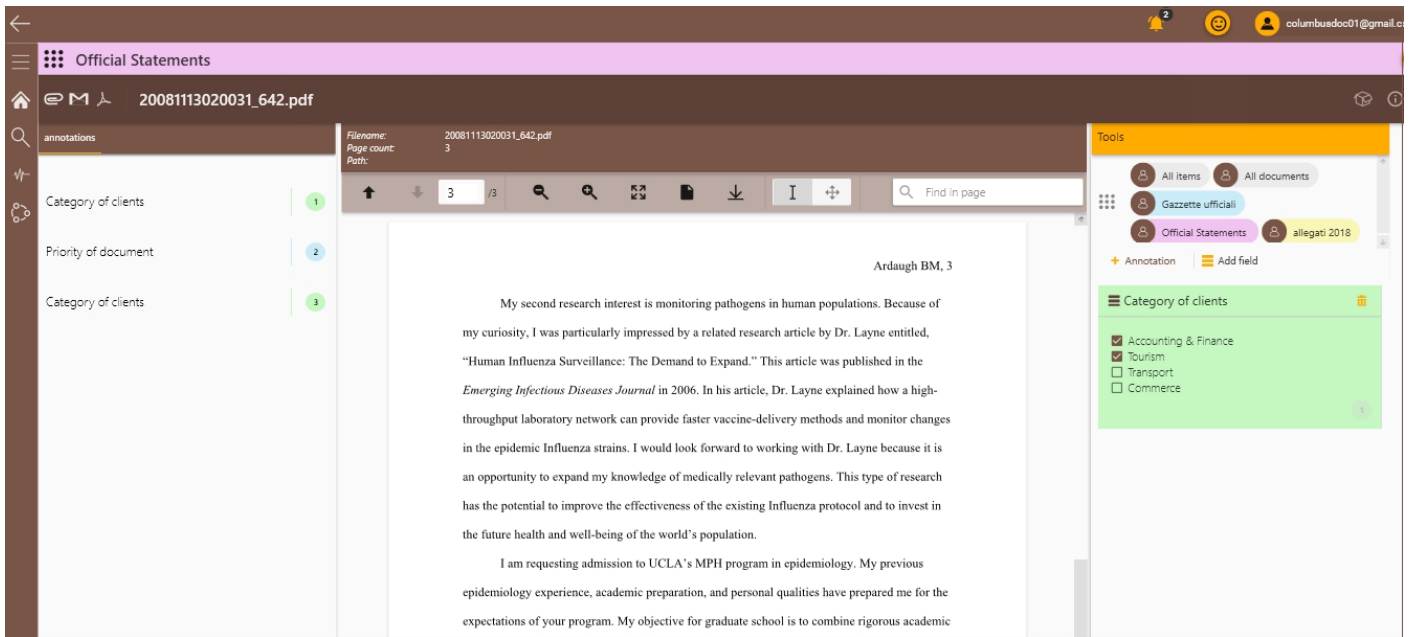 2
columbusdoc01@gmail.c
Official Statements
20081113020031_642.pdf
annotations
Category of clients 1
Priority of document 2
Category of clients 3
Filename: 20081113020031_642.pdf
Page count: 3
Path:
3 /3 Find in page
Ardaugh BM, 3
My second research interest is monitoring pathogens in human populations. Because of
my curiosity, I was particularly impressed by a related research article by Dr. Layne entitled,
“Human Influenza Surveillance: The Demand to Expand.” This article was published in the
Emerging Infectious Diseases Journal in 2006. In his article, Dr. Layne explained how a high-
throughput laboratory network can provide faster vaccine-delivery methods and monitor changes
in the epidemic Influenza strains. I would look forward to working with Dr. Layne because it is
an opportunity to expand my knowledge of medically relevant pathogens. This type of research
has the potential to improve the effectiveness of the existing Influenza protocol and to invest in
the future health and well-being of the world’s population.
I am requesting admission to UCLA’s MPH program in epidemiology. My previous
epidemiology experience, academic preparation, and personal qualities have prepared me for the
expectations of your program. My objective for graduate school is to combine rigorous academic
Tools
All items All documents
Gazzette ufficiali
Official Statements allegati 2018
+ Annotation Add field
Category of clients
Accounting & Finance
Tourism
Transport
Commerce